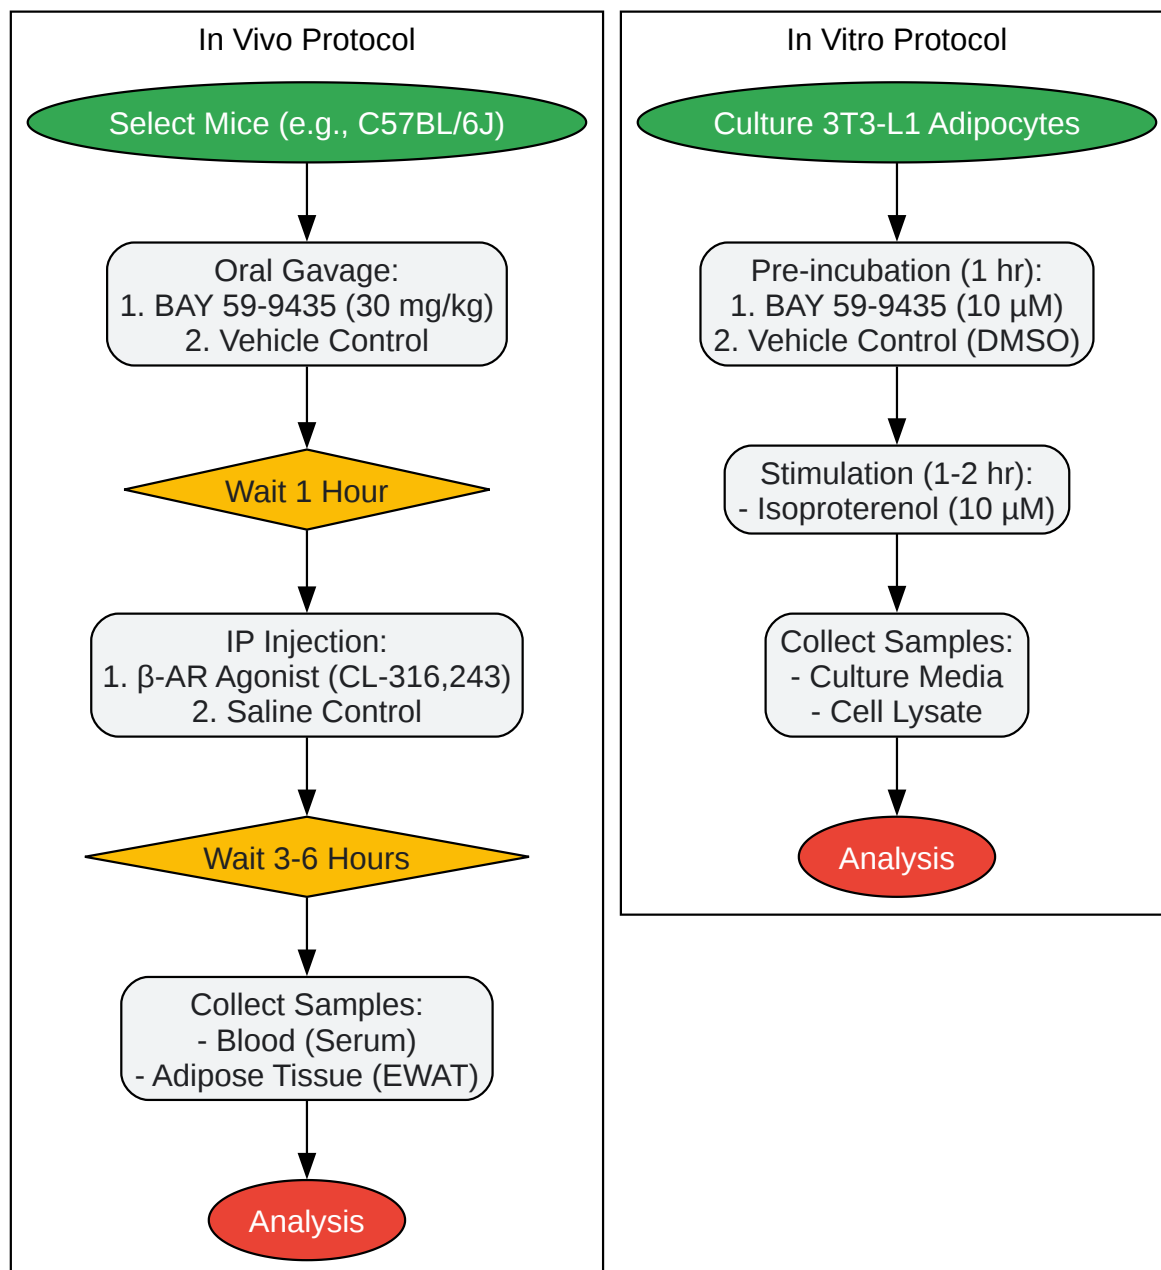 In Vivo Protocol
Select Mice (e.g., C57BL/6J)
Oral Gavage:
1. BAY 59-9435 (30 mg/kg)
2. Vehicle Control
Wait 1 Hour
IP Injection:
1. β-AR Agonist (CL-316,243)
2. Saline Control
Wait 3-6 Hours
Collect Samples:
- Blood (Serum)
- Adipose Tissue (EWAT)
Analysis
In Vitro Protocol
Culture 3T3-L1 Adipocytes
Pre-incubation (1 hr):
1. BAY 59-9435 (10 µM)
2. Vehicle Control (DMSO)
Stimulation (1-2 hr):
- Isoproterenol (10 µM)
Collect Samples:
- Culture Media
- Cell Lysate
Analysis